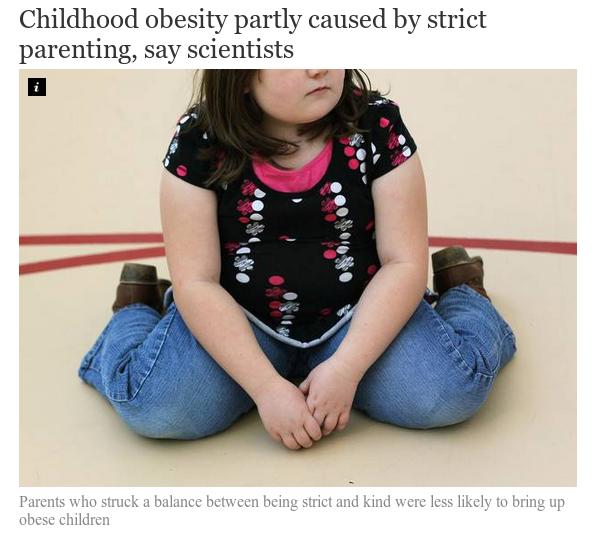 Childhood obesity partly caused by strict
parenting, say scientists
i
Parents who struck a balance between being strict and kind were less likely to bring up
obese children